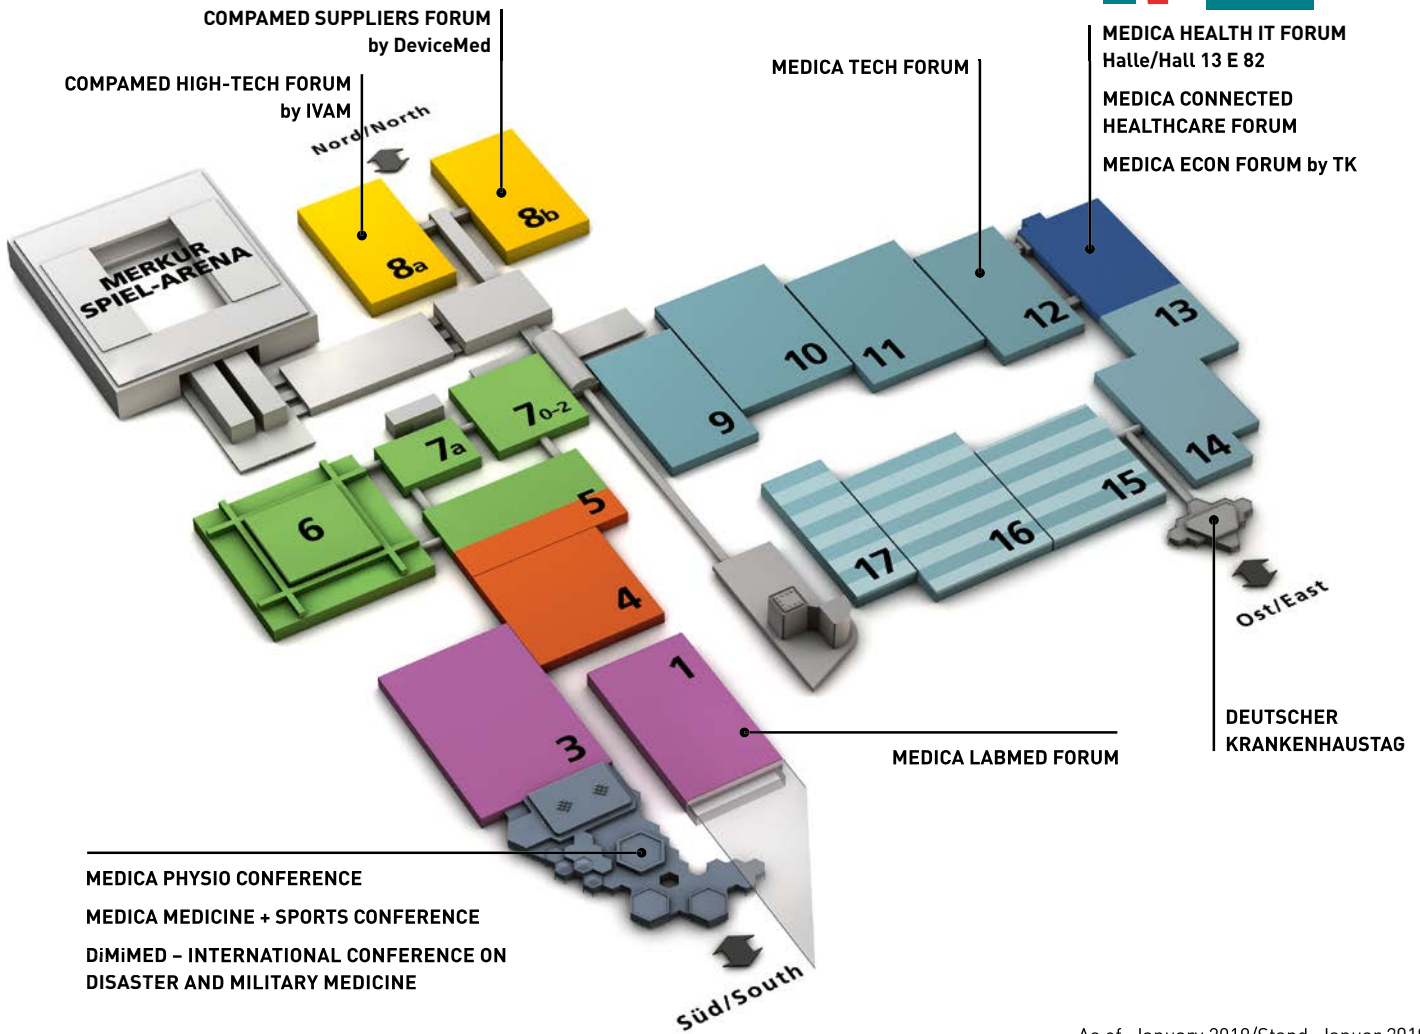 COMPAMED SUPPLIERS FORUM
by DeviceMed
COMPAMED HIGH-TECH FORUM
by IVAM
MEDICA TECH FORUM
MEDICA HEALTH IT FORUM
Halle/Hall 13 E 82
MEDICA CONNECTED
HEALTHCARE FORUM
MEDICA ECON FORUM by TK
Nord/North
MERKUR
SPIEL-ARENA
8a
8b
9
10
11
12
13
14
15
16
17
7 0-2
7a
6
5
4
3
1
Ost/East
DEUTSCHER
KRANKENHAUSTAG
MEDICA LABMED FORUM
MEDICA PHYSIO CONFERENCE
MEDICA MEDICINE + SPORTS CONFERENCE
DiMiMED – INTERNATIONAL CONFERENCE ON
DISASTER AND MILITARY MEDICINE
Süd/South